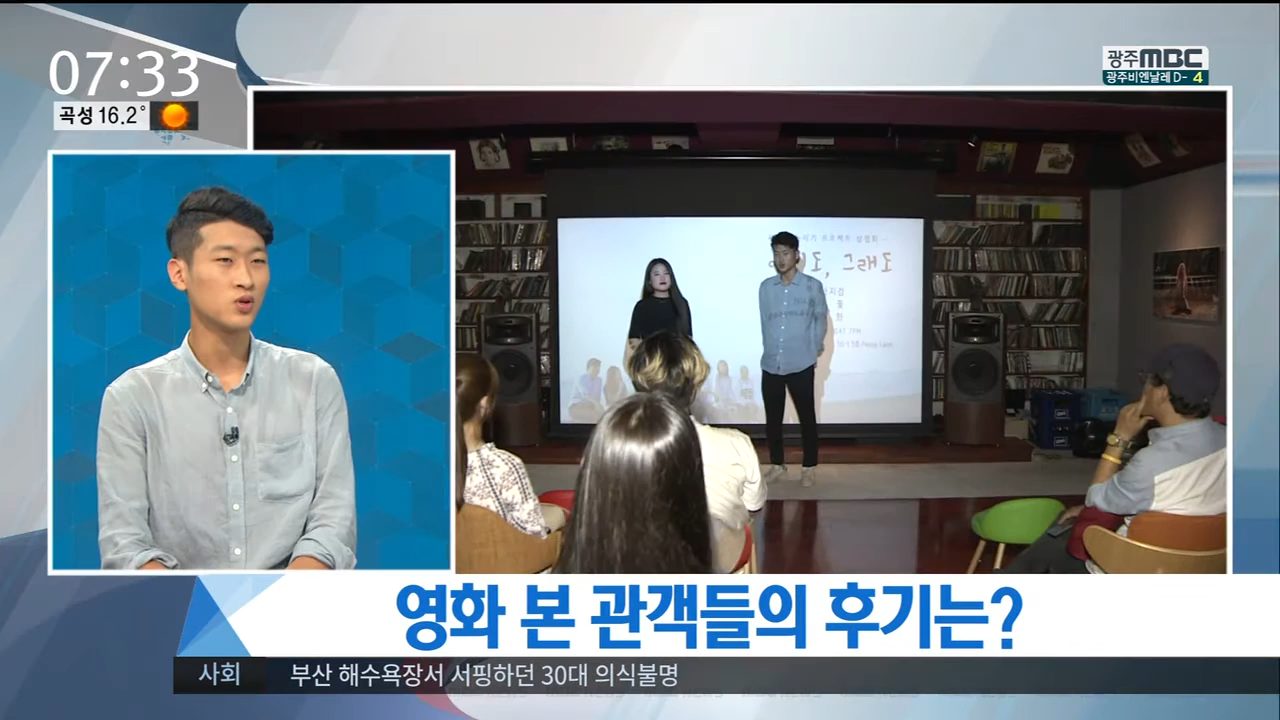 07:33
곡성 16.2°
광주MBC
광주비엔날레 D- 4
그래도
영화 본 관객들의 후기는?
사회 부산 해수욕장서 서핑하던 30대 의식불명